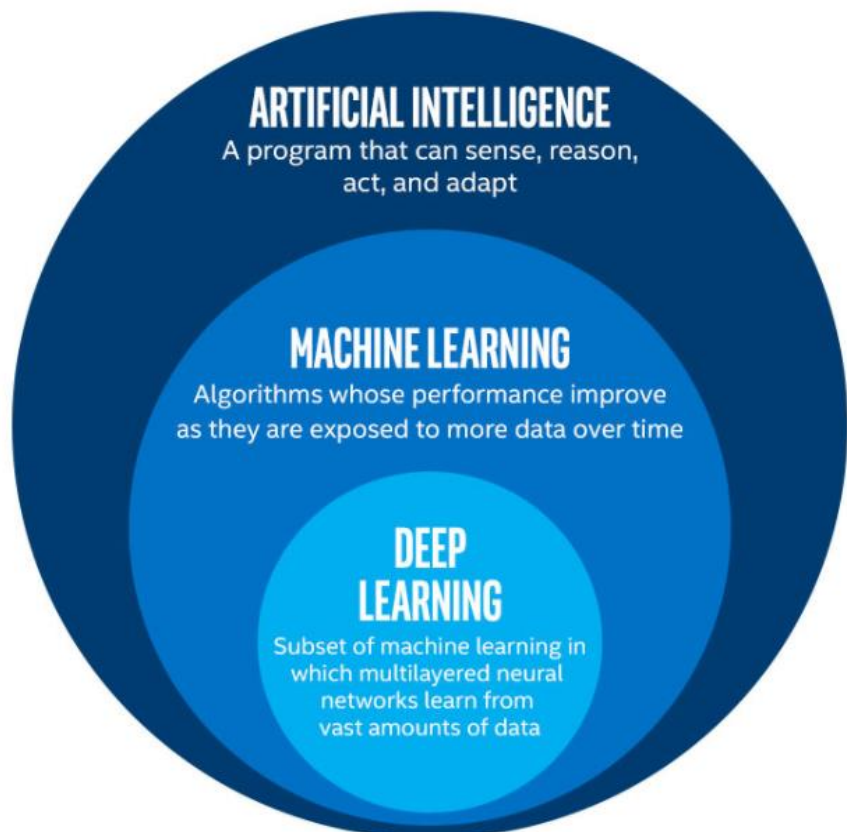 ARTIFICIAL INTELLIGENCE
A program that can sense, reason,
act, and adapt
MACHINE LEARNING
Algorithms whose performance improve
as they are exposed to more data over time
DEEP
LEARNING
Subset of machine learning in
which multilayered neural
networks learn from
vast amounts of data